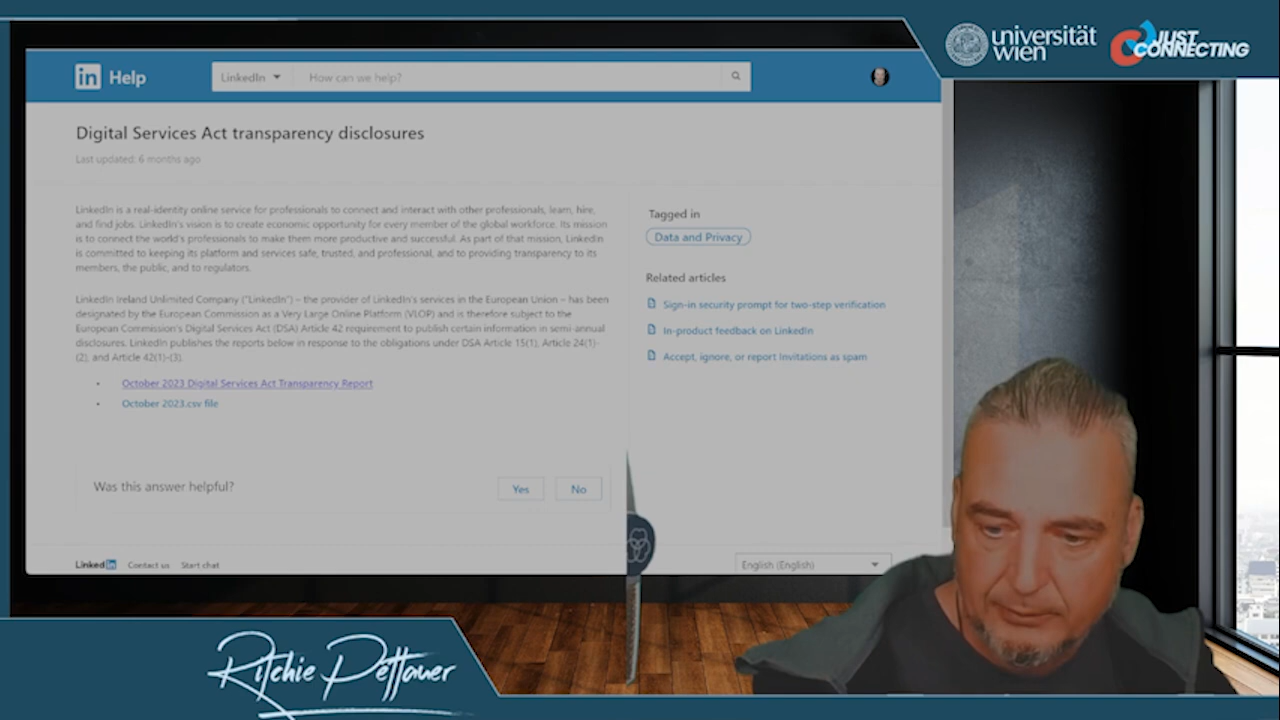 universität
wien
JUST
CONNECTING
in Help
LinkedIn
How can we help?
Digital Services Act transparency disclosures
Last updated: 6 months ago
LinkedIn is a real-identity online service for professionals to connect and interact with other professionals, learn, hire,
and find jobs. LinkedIn's vision is to create economic opportunity for every member of the global workforce. Its mission
is to connect the world's professionals to make them more productive and successful. As part of that mission, LinkedIn
is committed to keeping its platform and services safe, trusted, and professional, and to providing transparency to its
members, the public, and to regulators.
LinkedIn Ireland Unlimited Company ("LinkedIn") – the provider of LinkedIn's services in the European Union – has been
designated by the European Commission as a Very Large Online Platform (VLOP) and is therefore subject to the
European Commission's Digital Services Act (DSA) Article 42 requirement to publish certain information in semi-annual
disclosures. LinkedIn publishes the reports below in response to the obligations under DSA Article 15(1), Article 24(1)-
(2), and Article 42(1)-(3).
• October 2023 Digital Services Act Transparency Report
• October 2023.csv file
Tagged in
Data and Privacy
Related articles
Sign-in security prompt for two-step verification
In-product feedback on LinkedIn
Accept, ignore, or report Invitations as spam
Was this answer helpful?
Yes No
LinkedIn Contact us Start chat
English (English)
Ritchie Pettauer